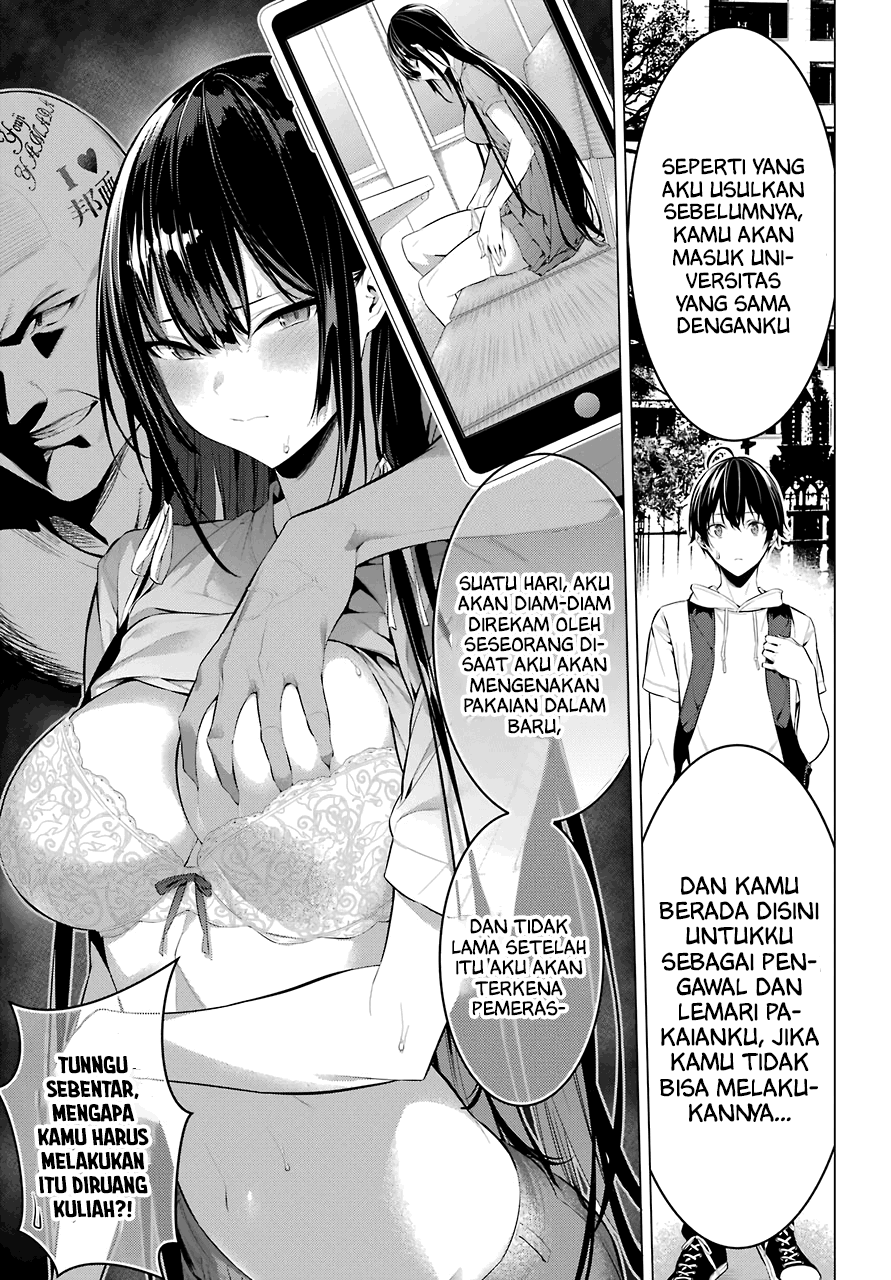 SEPERTI YANG
AKU USULKAN
SEBELUMNYA,
KAMU AKAN
MASUK UNI-
VERSITAS
YANG SAMA
DENGANKU
DAN KAMU
BERADA DISINI
UNTUKKU
SEBAGAI PEN-
GAWAL DAN
LEMARI PA-
KAIANKU, JIKA
KAMU TIDAK
BISA MELAKU-
KANNYA...
SUATU HARI, AKU
AKAN DIAM-DIAM
DIREKAM OLEH
SESEORANG DI-
SAAT AKU AKAN
MENGENAKAN
PAKAIAN DALAM
BARU,
DAN TIDAK
LAMA SETELAH
ITU AKU AKAN
TERKENA
PEMERAS-
I ♥
邦画
TUNNGU
SEBENTAR,
MENGAPA
KAMU HARUS
MELAKUKAN
ITU DIRUANG
KULIAH?!